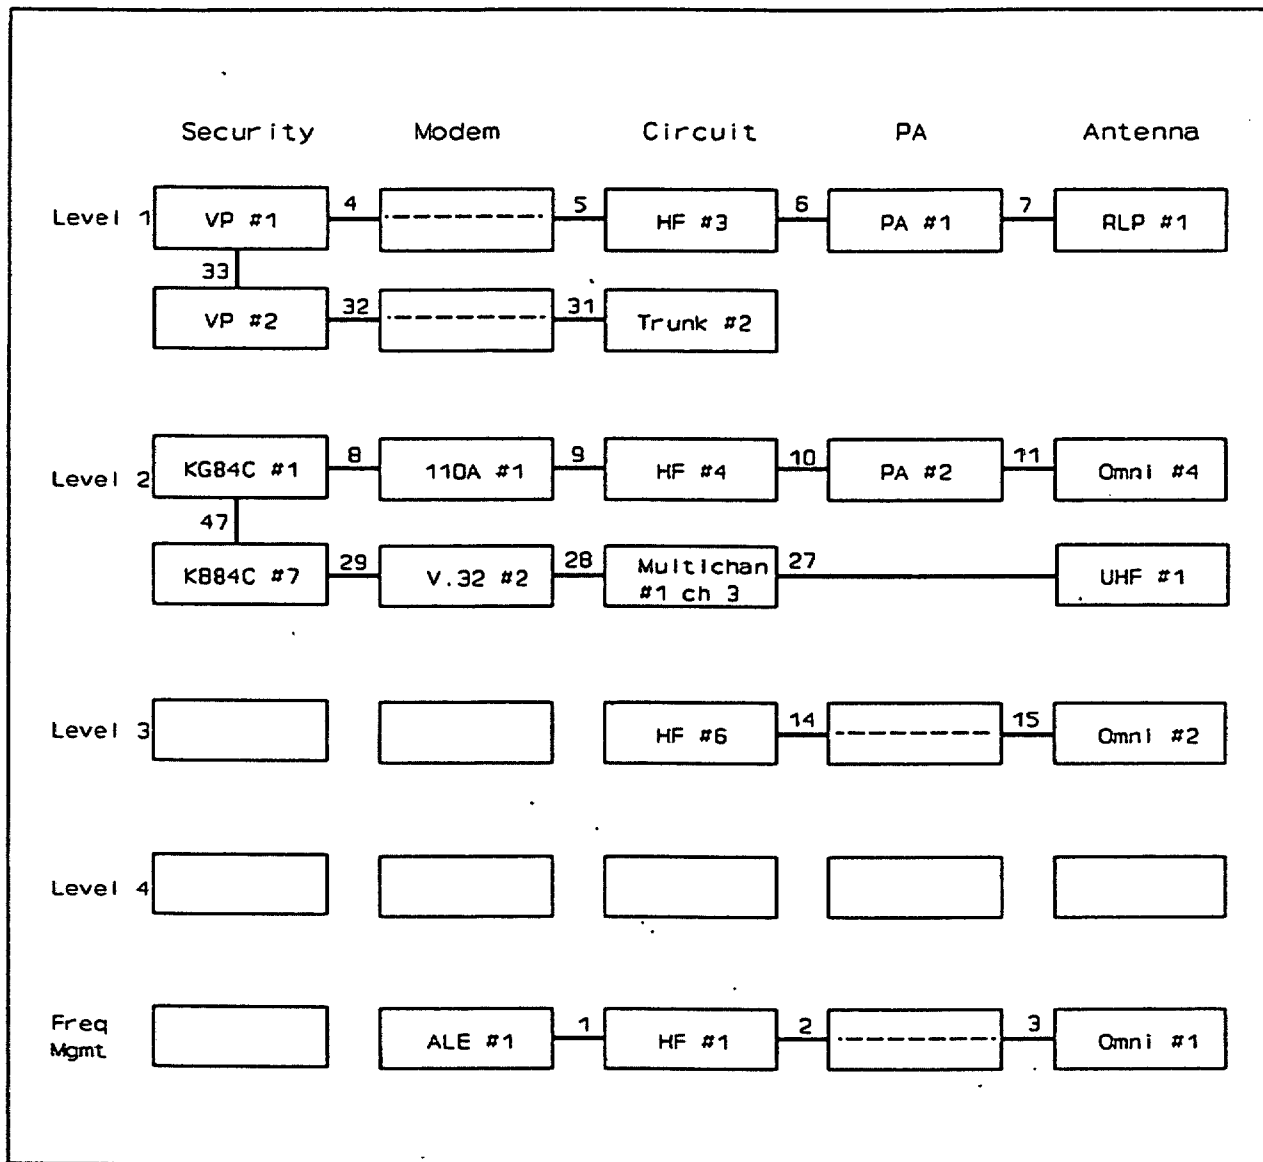 Security Modem Circuit PA Antenna
Level 1 VP #1 4 5 HF #3 6 PA #1 7 RLP #1
33
VP #2 32 31 Trunk #2
Level 2 KG84C #1 8 110A #1 9 HF #4 10 PA #2 11 Omni #4
47
KB84C #7 29 V.32 #2 28 Multichan 27 UHF #1
#1 ch 3
Level 3 HF #6 14 15 Omni #2
Level 4
Freq
Mgmt ALE #1 1 HF #1 2 3 Omni #1